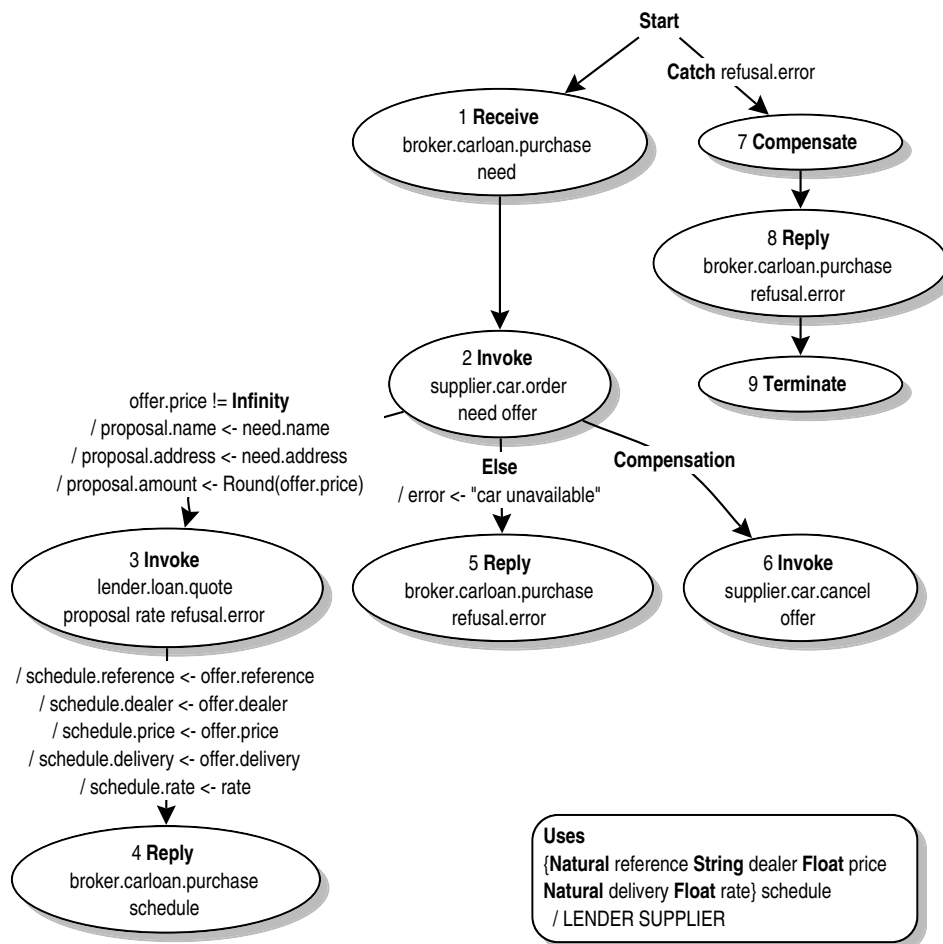 Start
Catch refusal.error
1 Receive
broker.carloan.purchase
need
7 Compensate
8 Reply
broker.carloan.purchase
refusal.error
9 Terminate
2 Invoke
supplier.car.order
need offer
offer.price != Infinity
/ proposal.name <- need.name
/ proposal.address <- need.address
/ proposal.amount <- Round(offer.price)
Else
/ error <- "car unavailable"
Compensation
3 Invoke
lender.loan.quote
proposal rate refusal.error
5 Reply
broker.carloan.purchase
refusal.error
6 Invoke
supplier.car.cancel
offer
/ schedule.reference <- offer.reference
/ schedule.dealer <- offer.dealer
/ schedule.price <- offer.price
/ schedule.delivery <- offer.delivery
/ schedule.rate <- rate
4 Reply
broker.carloan.purchase
schedule
Uses
{Natural reference String dealer Float price
Natural delivery Float rate} schedule
/ LENDER SUPPLIER